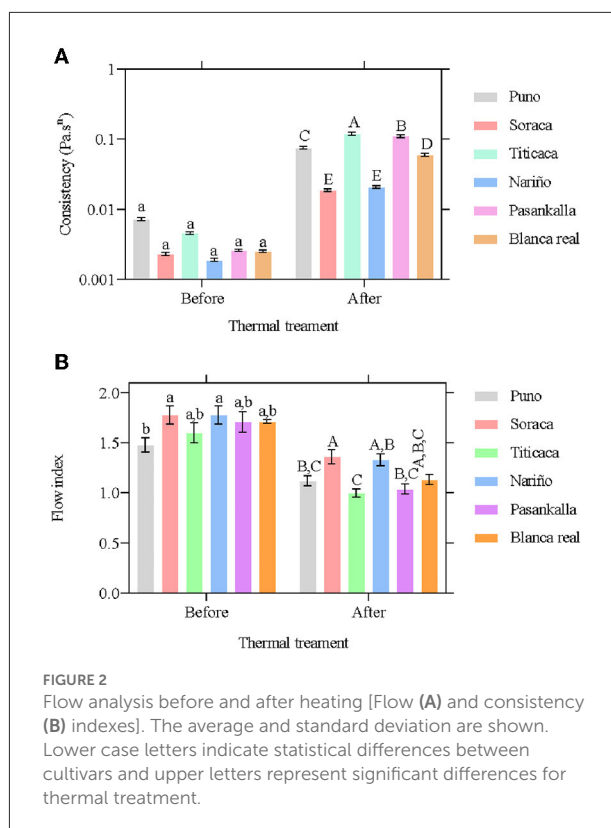 A
Consistency (Pa.sⁿ)
1
0.1
0.01
0.001
a a a a a a
C E A E B D
Before After
Thermal treament
Puno
Soraca
Titicaca
Nariño
Pasankalla
Blanca real
B
Flow index
2.0
1.5
1.0
0.5
0.0
b a a,b a a,b a,b
B,C A C A,B B,C A,B,C
Before After
Thermal treament
Puno
Soraca
Titicaca
Nariño
Pasankalla
Blanca real
FIGURE 2
Flow analysis before and after heating [Flow (A) and consistency
(B) indexes]. The average and standard deviation are shown.
Lower case letters indicate statistical differences between
cultivars and upper letters represent significant differences for
thermal treatment.